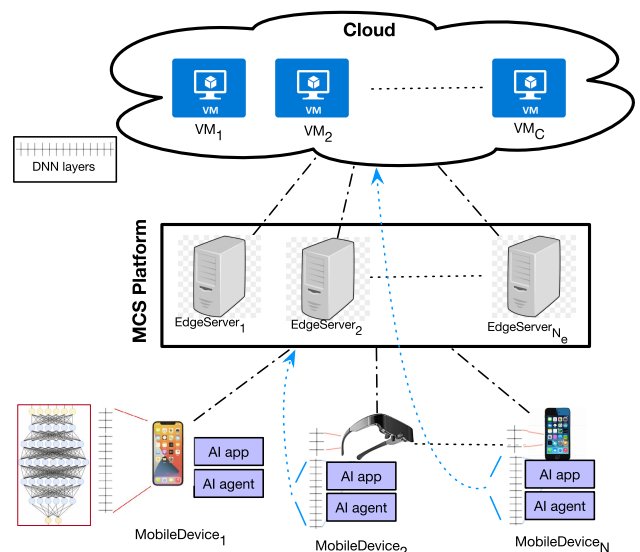 Cloud
VM
VM
VM
VM1
VM2
VMC
DNN layers
MCS Platform
EdgeServer1
EdgeServer2
EdgeServerNe
AI app
AI agent
AI app
AI agent
AI app
AI agent
MobileDevice1
MobileDevice2
MobileDeviceN